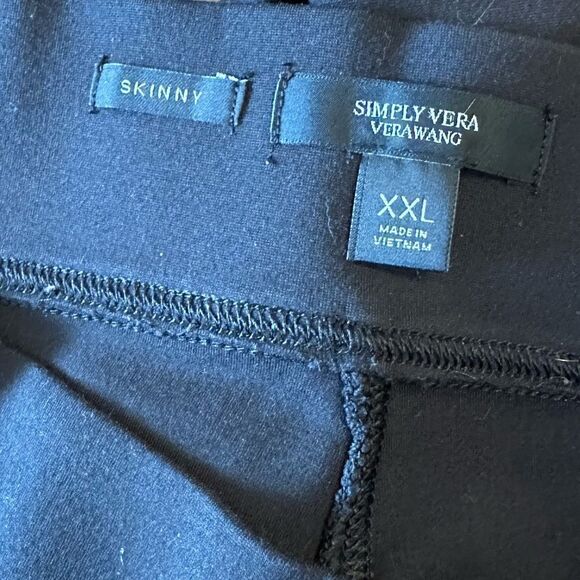 SKINNY
SIMPLY VERA
VERAWANG
XXL
MADE IN
VIETNAM